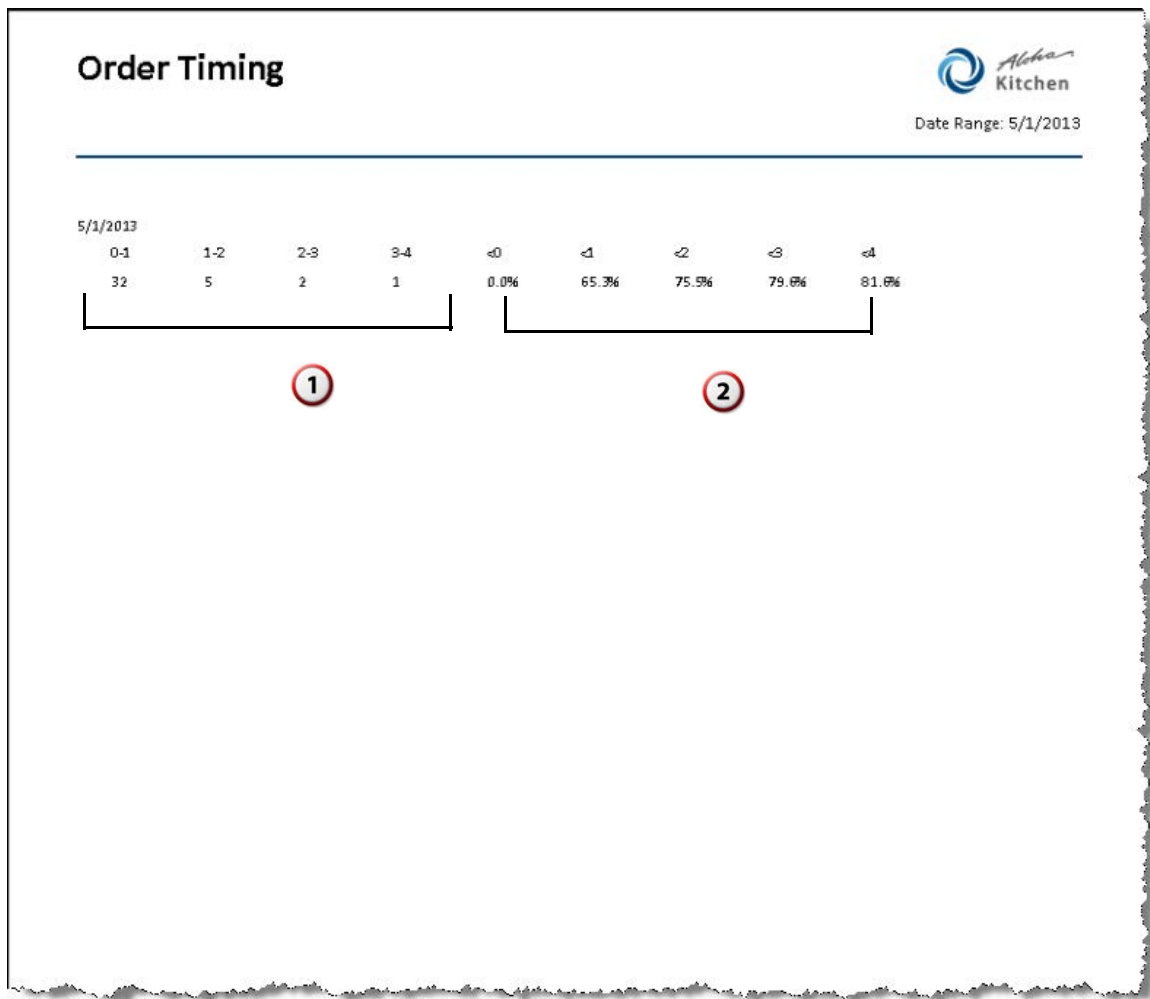 Order Timing
Aloha
Kitchen
Date Range: 5/1/2013
5/1/2013
0-1 1-2 2-3 3-4 <0 <1 <2 <3 <4
32 5 2 1 0.0% 65.3% 75.5% 79.6% 81.6%
1 2